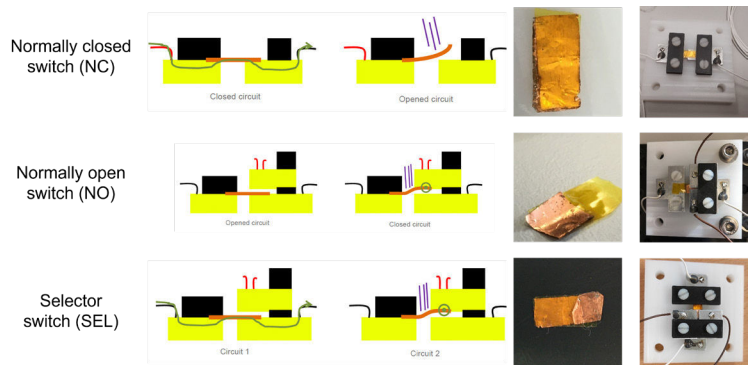 Normally closed
switch (NC)
Closed circuit
Opened circuit
Normally open
switch (NO)
Opened circuit
Closed circuit
Selector
switch (SEL)
Circuit 1
Circuit 2